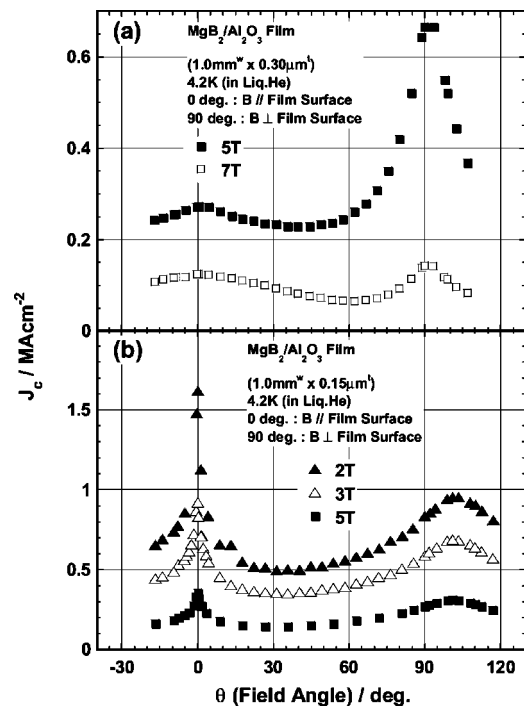 (a)
MgB₂/Al₂O₃ Film
(1.0mmʷ x 0.30μmᵗ)
4.2K (in Liq.He)
0 deg. : B // Film Surface
90 deg. : B ⊥ Film Surface
5T
7T
0.6
0.4
0.2
0
J_c / MAcm⁻²
(b)
MgB₂/Al₂O₃ Film
(1.0mmʷ x 0.15μmᵗ)
4.2K (in Liq.He)
0 deg. : B // Film Surface
90 deg. : B ⊥ Film Surface
2T
3T
5T
1.5
1
0.5
0
-30 0 30 60 90 120
θ (Field Angle) / deg.